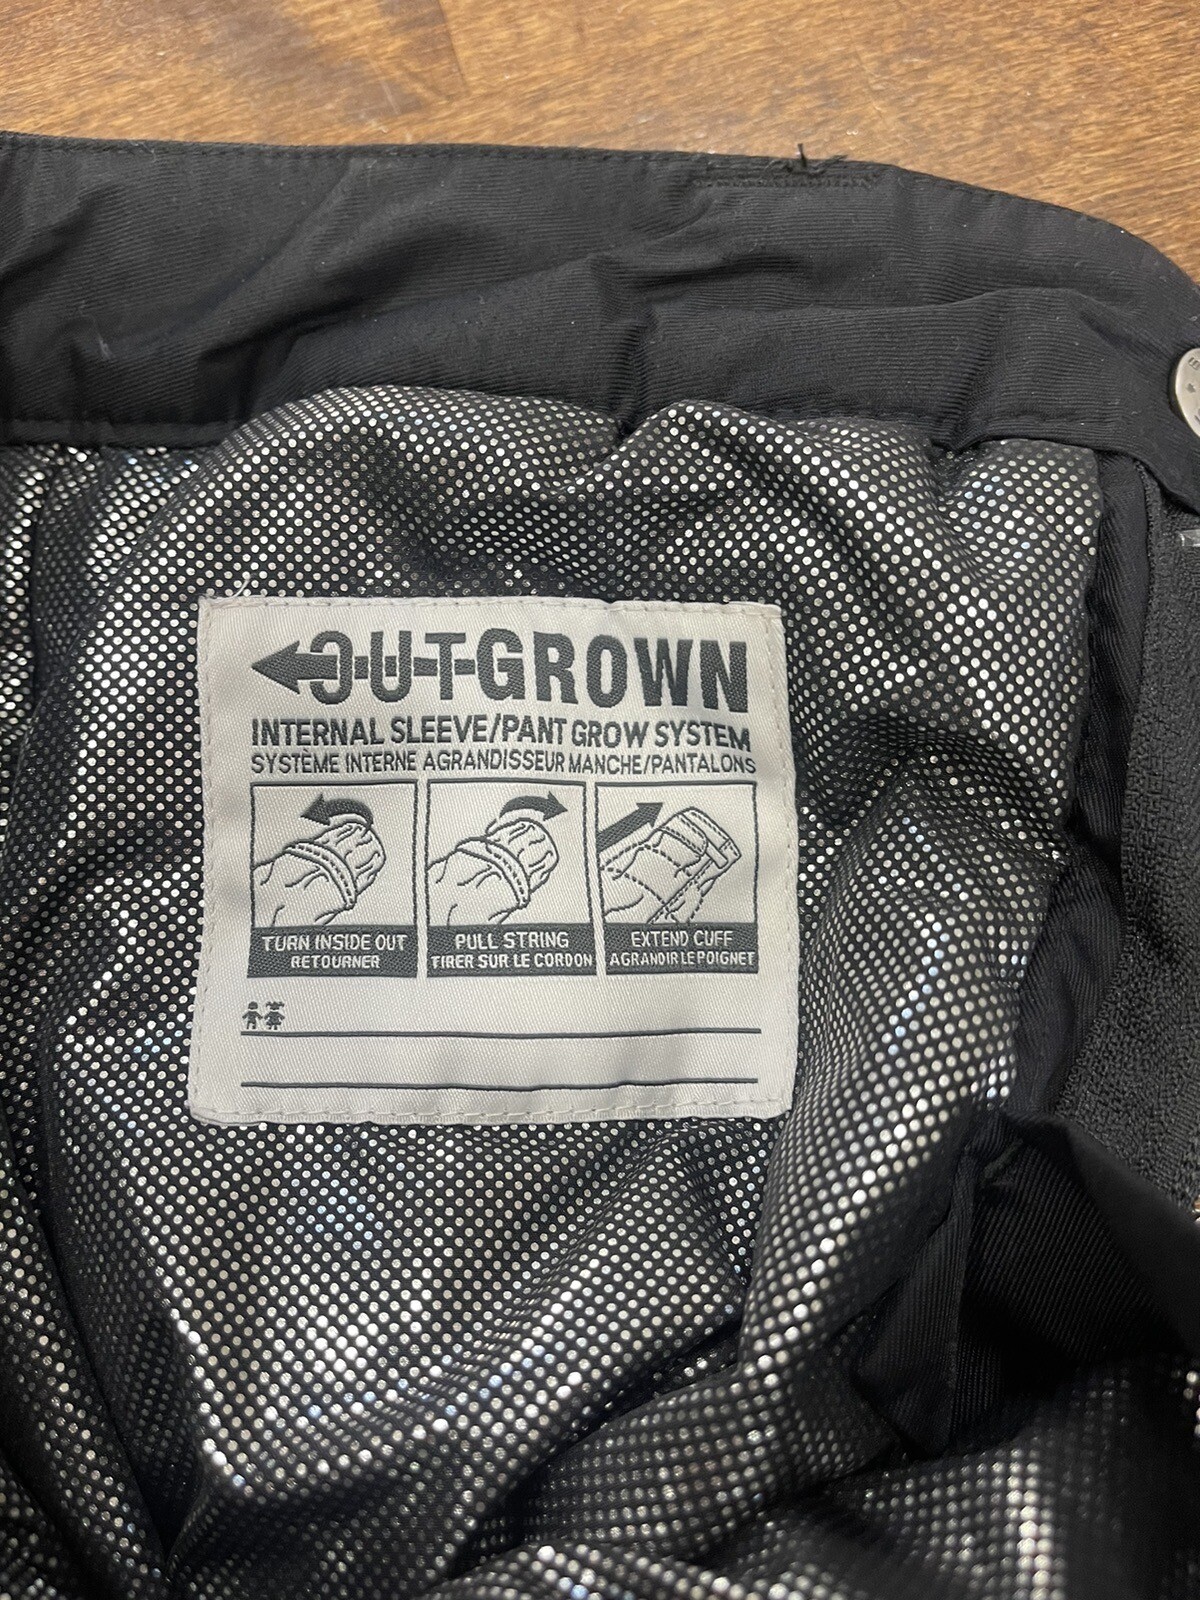 OUTGROWN
INTERNAL SLEEVE/PANT GROW SYSTEM
SYSTÈME INTERNE AGRANDISSEUR MANCHE/PANTALONS
TURN INSIDE OUT
RETOURNER
PULL STRING
TIRER SUR LE CORDON
EXTEND CUFF
AGRANDIR LE POIGNET